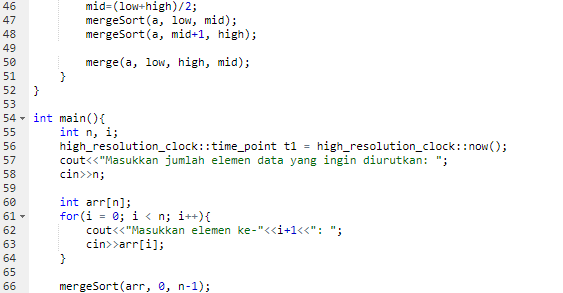 46 mid=(low+high)/2;
47 mergeSort(a, low, mid);
48 mergeSort(a, mid+1, high);
49
50 merge(a, low, high, mid);
51 }
52 }
53
54 int main(){
55 int n, i;
56 high_resolution_clock::time_point t1 = high_resolution_clock::now();
57 cout<<"Masukkan jumlah elemen data yang ingin diurutkan: ";
58 cin>>n;
59
60 int arr[n];
61 for(i = 0; i < n; i++){
62 cout<<"Masukkan elemen ke-"<<i+1<<": ";
63 cin>>arr[i];
64 }
65
66 mergeSort(arr, 0, n-1);